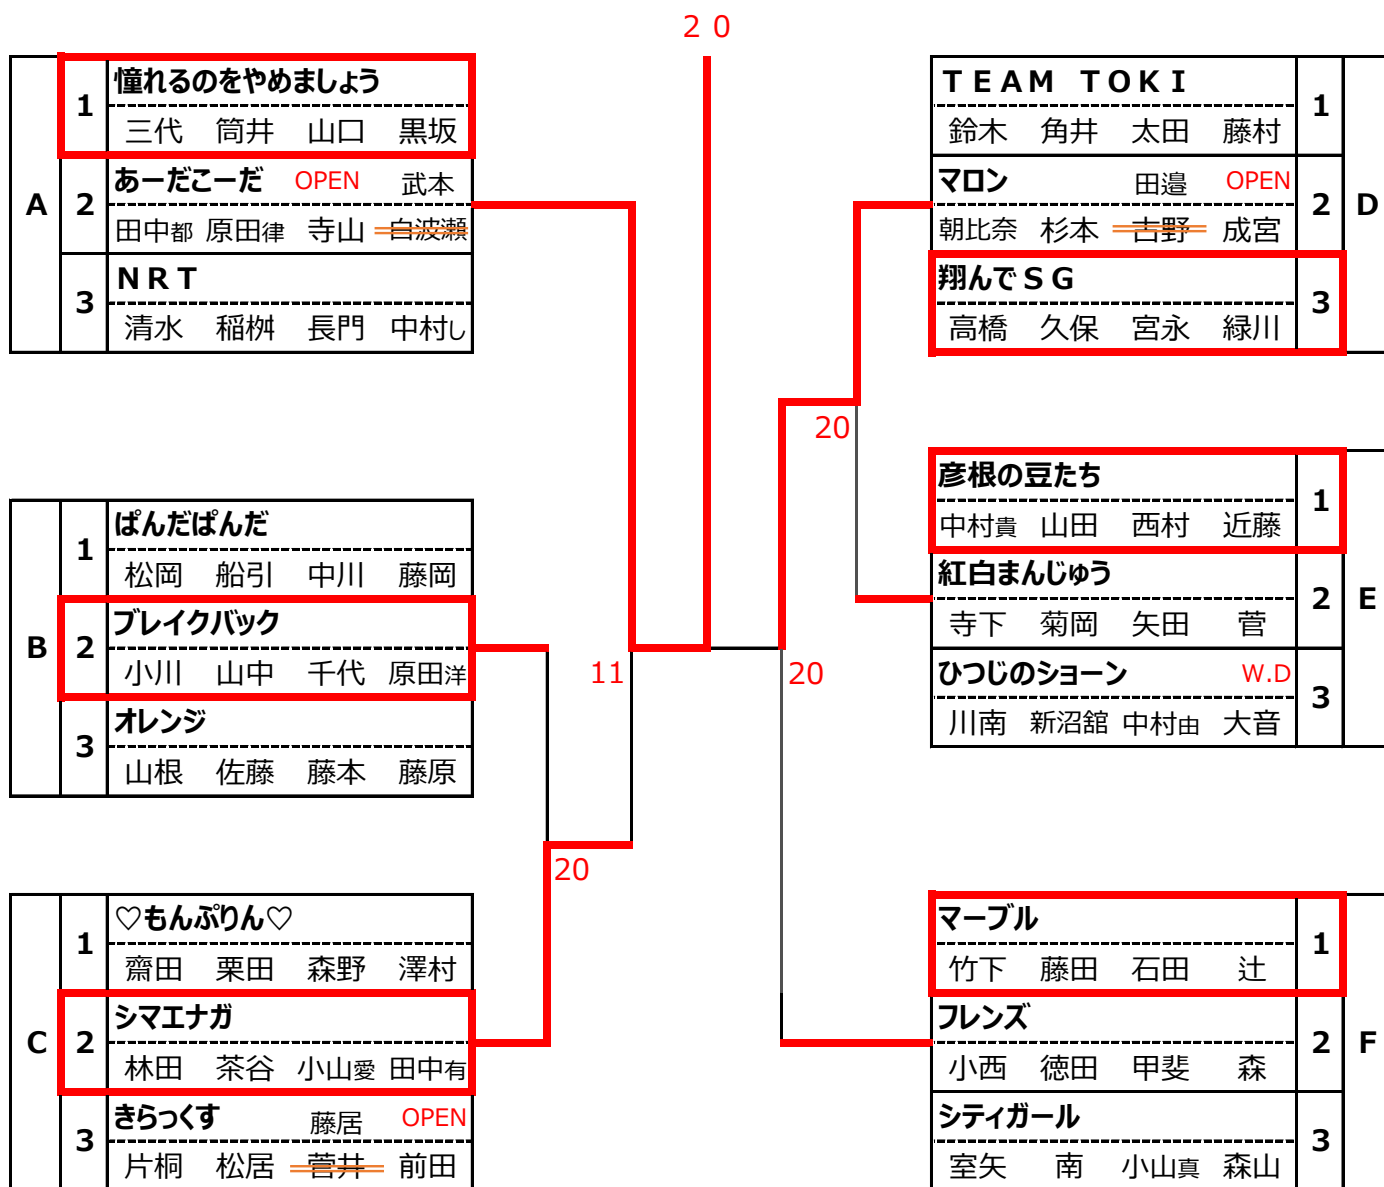 2 0
A
1
憧れるのをやめましょう
三代 筒井 山口 黒坂
2
あーだこーだ OPEN 武本
田中都 原田律 寺山 白波瀬
3
NRT
清水 稲桝 長門 中村し
B
1
ぱんだぱんだ
松岡 船引 中川 藤岡
2
ブレイクバック
小川 山中 千代 原田洋
3
オレンジ
山根 佐藤 藤本 藤原
C
1
♡もんぷりん♡
齋田 栗田 森野 澤村
2
シマエナガ
林田 茶谷 小山愛 田中有
3
きらっくす 藤居 OPEN
片桐 松居 菅井 前田
20
11
20
20
D
TEAM TOKI
1
鈴木 角井 太田 藤村
マロン 田邉 OPEN
2
朝比奈 杉本 吉野 成宮
翔んでSG
3
高橋 久保 宮永 緑川
E
彦根の豆たち
1
中村貴 山田 西村 近藤
紅白まんじゅう
2
寺下 菊岡 矢田 菅
ひつじのショーン W.D
3
川南 新沼舘 中村由 大音
F
マーブル
1
竹下 藤田 石田 辻
フレンズ
2
小西 徳田 甲斐 森
シティガール
3
室矢 南 小山真 森山